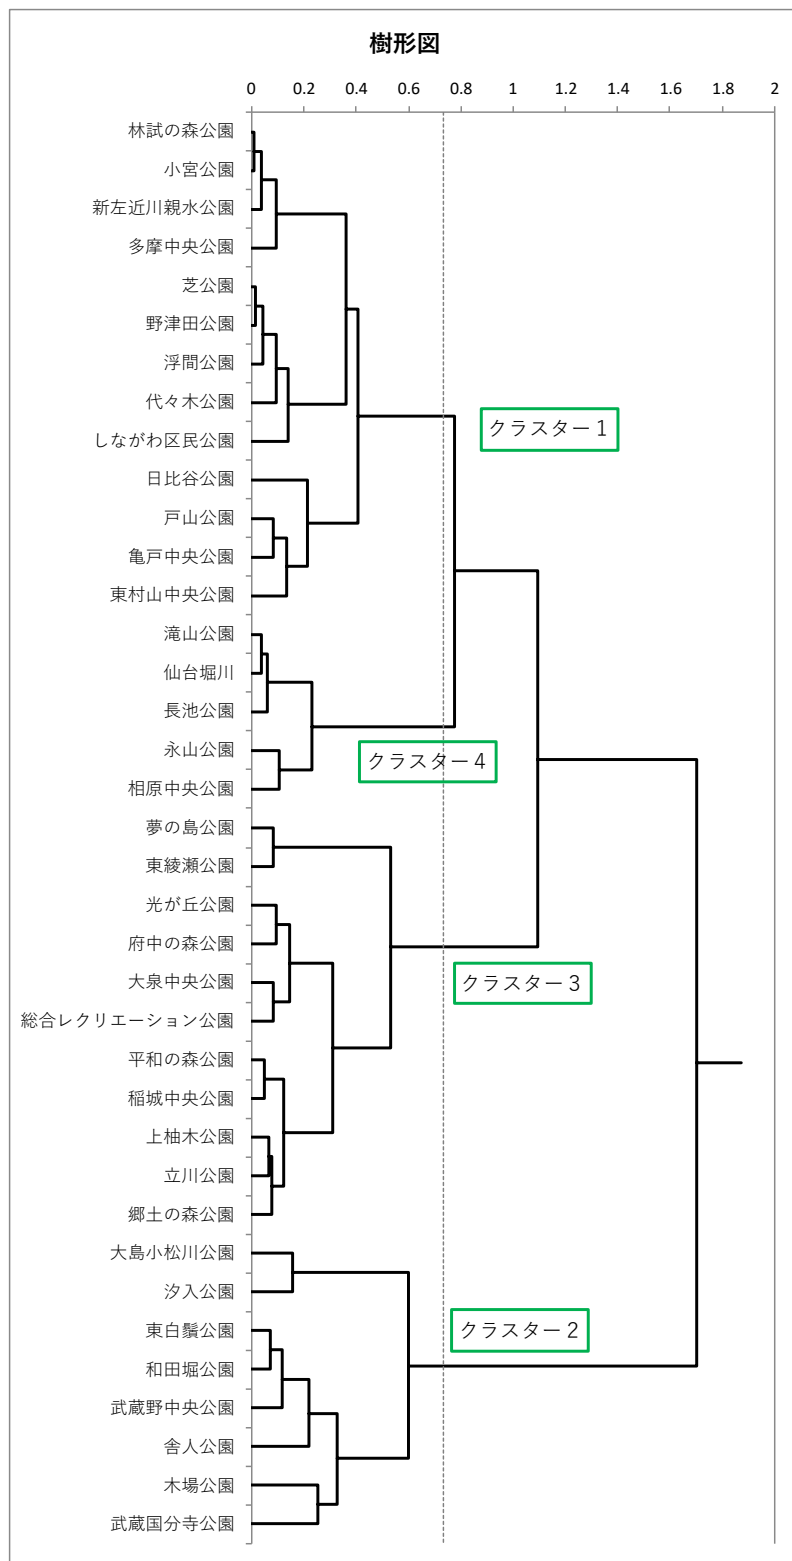 樹形図
0 0.2 0.4 0.6 0.8 1 1.2 1.4 1.6 1.8 2
林試の森公園
小宮公園
新左近川親水公園
多摩中央公園
芝公園
野津田公園
浮間公園
代々木公園
しながわ区民公園
クラスター１
日比谷公園
戸山公園
亀戸中央公園
東村山中央公園
滝山公園
仙台堀川
長池公園
永山公園
クラスター４
相原中央公園
夢の島公園
東綾瀬公園
光が丘公園
府中の森公園
大泉中央公園
クラスター３
総合レクリエーション公園
平和の森公園
稲城中央公園
上柚木公園
立川公園
郷土の森公園
大島小松川公園
汐入公園
東白鬚公園
クラスター２
和田堀公園
武蔵野中央公園
舎人公園
木場公園
武蔵国分寺公園